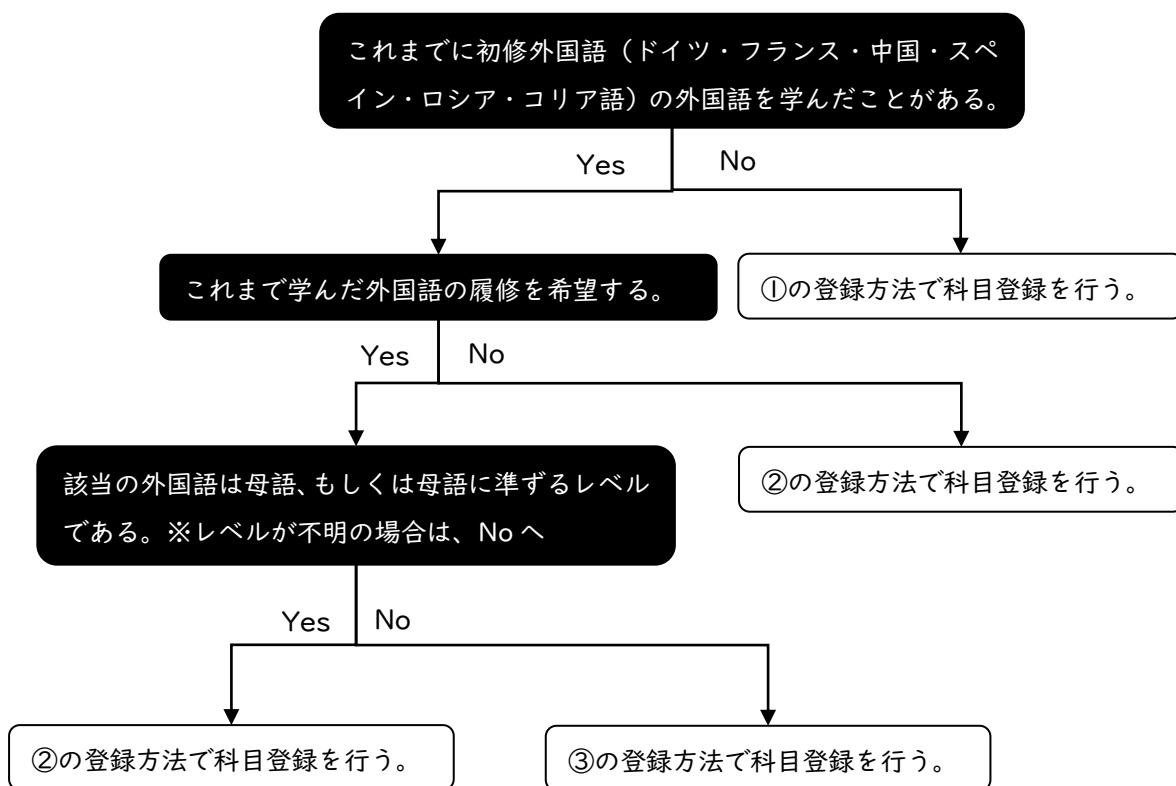 これまでに初修外国語（ドイツ・フランス・中国・スペ
イン・ロシア・コリア語）の外国語を学んだことがある。
Yes No
これまで学んだ外国語の履修を希望する。
①の登録方法で科目登録を行う。
Yes No
該当の外国語は母語、もしくは母語に準ずるレベル
である。※レベルが不明の場合は、No へ
②の登録方法で科目登録を行う。
Yes No
②の登録方法で科目登録を行う。
③の登録方法で科目登録を行う。